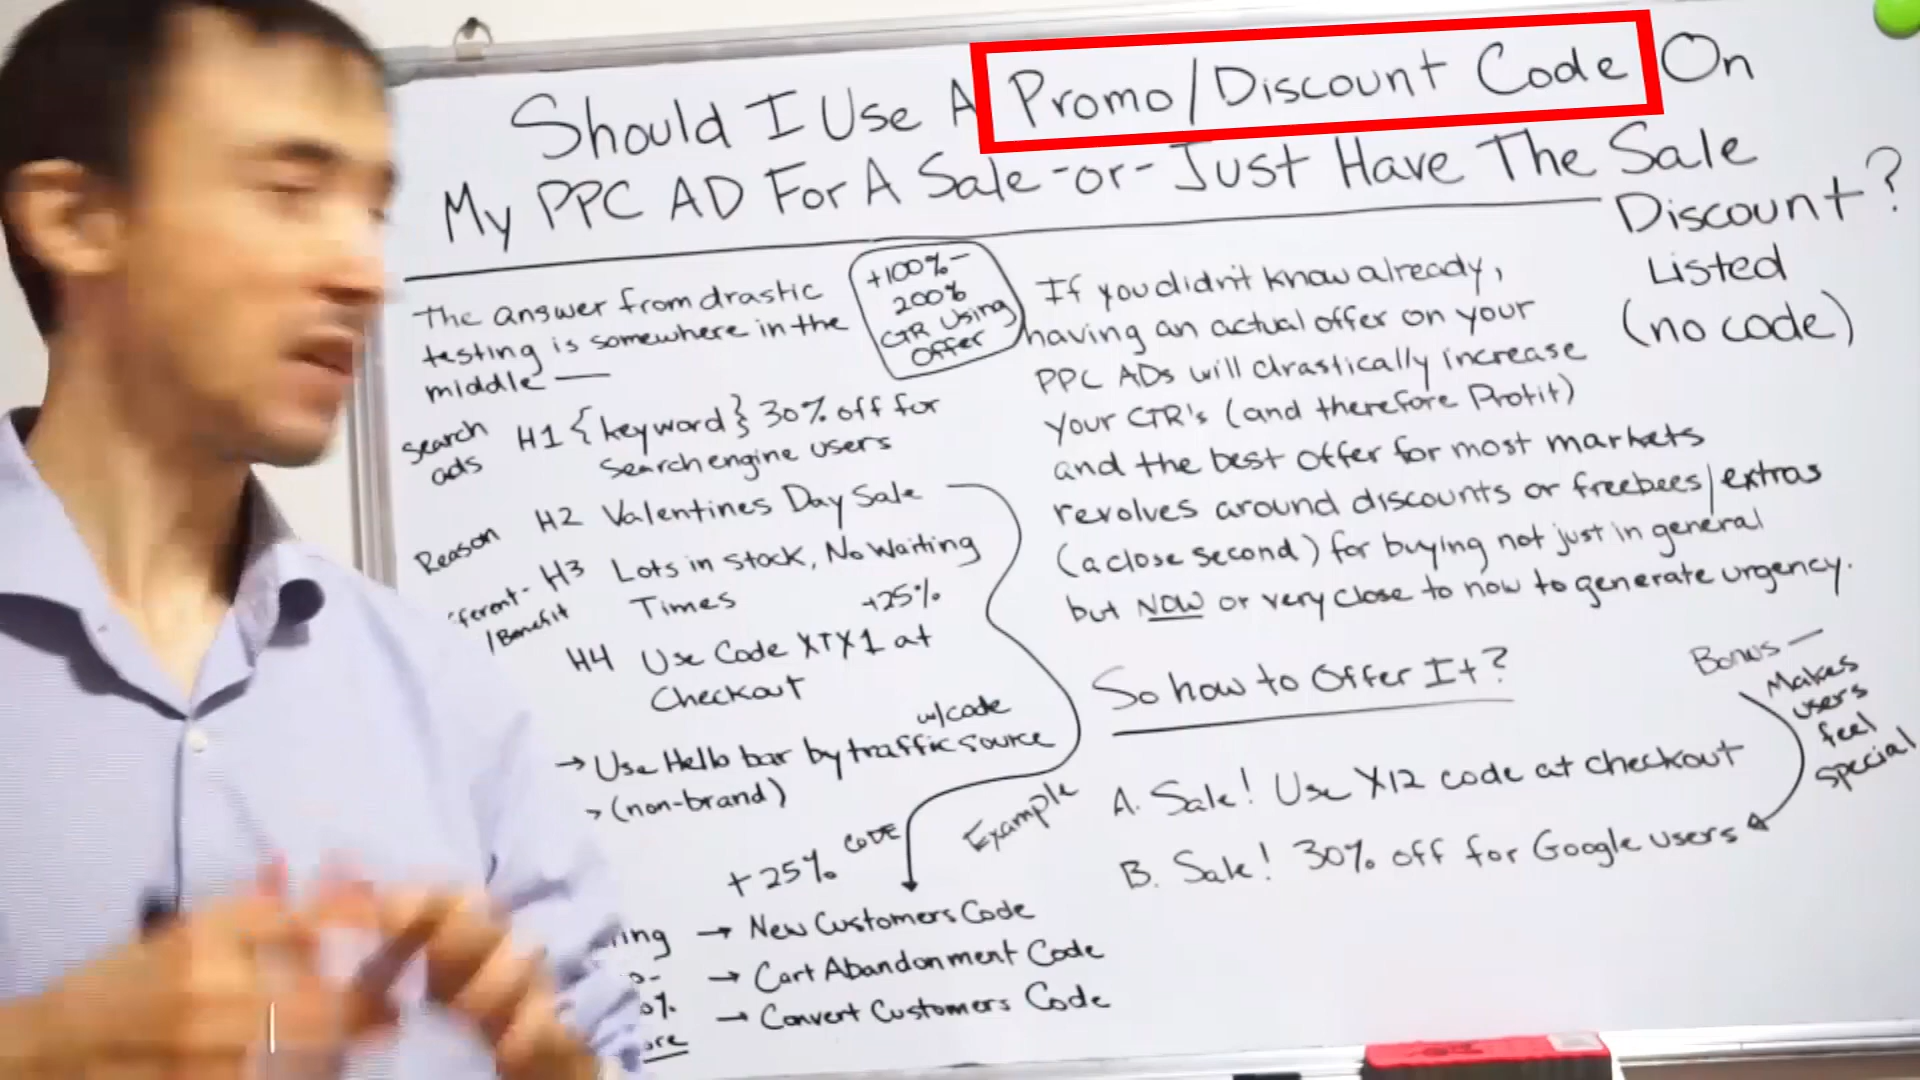 Should I Use A Promo/Discount Code On
My PPC AD For A Sale -or- Just Have The Sale
Discount?
Listed
(no code)
The answer from drastic
testing is somewhere in the
middle —
+100%-
200%
CTR Using
Offer
search
ads
H1 {keyword} 30% off for
Search engine users
Reason
H2 Valentines Day Sale
H3 Lots in stock, No Waiting
Times
/Benefit
+25%
H4 Use Code XTX1 at
Checkout
w/code
→ Use Hello bar by traffic source
> (non-brand)
+25% CODE
Example
→ New Customers Code
→ Cart Abandonment Code
→ Convert Customers Code
If you didn't know already,
having an actual offer on your
PPC ADs will drastically increase
your CTR's (and therefore Profit)
and the best offer for most markets
revolves around discounts or freebees/extras
(a close second) for buying not just in general
but NOW or very close to now to generate urgency.
So how to Offer It?
A. Sale! Use X12 code at checkout
B. Sale! 30% off for Google users
Bonus —
Makes
users
feel
special